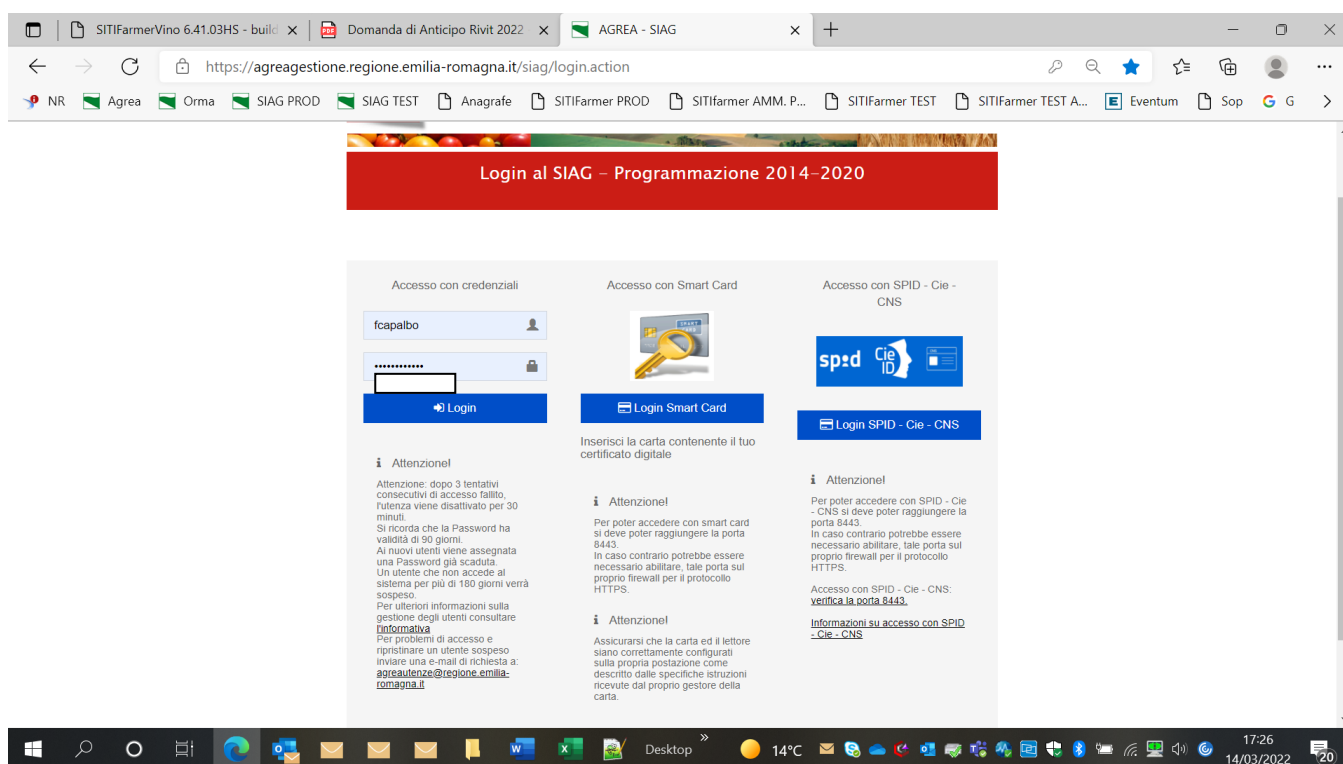 SITIFarmerVino 6.41.03HS - build
Domanda di Anticipo Rivit 2022
AGREA - SIAG
https://agreagestione.regione.emilia-romagna.it/siag/login.action
NR Agrea Orma SIAG PROD SIAG TEST Anagrafe SITIFarmer PROD SITIfarmer AMM. P... SITIFarmer TEST SITIFarmer TEST A... Eventum Sop G
Login al SIAG – Programmazione 2014–2020
Accesso con credenziali
fcapalbo
••••••••••••
Login
Attenzione!
Attenzione: dopo 3 tentativi
consecutivi di accesso fallito,
l'utenza viene disattivato per 30
minuti.
Si ricorda che la Password ha
validità di 90 giorni.
Ai nuovi utenti viene assegnata
una Password già scaduta.
Un utente che non accede al
sistema per più di 180 giorni verrà
sospeso.
Per ulteriori informazioni sulla
gestione degli utenti consultare
l'informativa
Per problemi di accesso e
ripristinare un utente sospeso
inviare una e-mail di richiesta a:
agreautenze@regione.emilia-
romagna.it
Accesso con Smart Card
SMART
CARD
Login Smart Card
Inserisci la carta contenente il tuo
certificato digitale
Attenzione!
Per poter accedere con smart card
si deve poter raggiungere la porta
8443.
In caso contrario potrebbe essere
necessario abilitare, tale porta sul
proprio firewall per il protocollo
HTTPS.
Attenzione!
Assicurarsi che la carta ed il lettore
siano correttamente configurati
sulla propria postazione come
descritto dalle specifiche istruzioni
ricevute dal proprio gestore della
carta.
Accesso con SPID - Cie -
CNS
sp:d Cie ID
Login SPID - Cie - CNS
Attenzione!
Per poter accedere con SPID - Cie
- CNS si deve poter raggiungere la
porta 8443.
In caso contrario potrebbe essere
necessario abilitare, tale porta sul
proprio firewall per il protocollo
HTTPS.
Accesso con SPID - Cie - CNS:
verifica la porta 8443.
Informazioni su accesso con SPID
- Cie - CNS
Desktop
14°C
17:26
14/03/2022
20